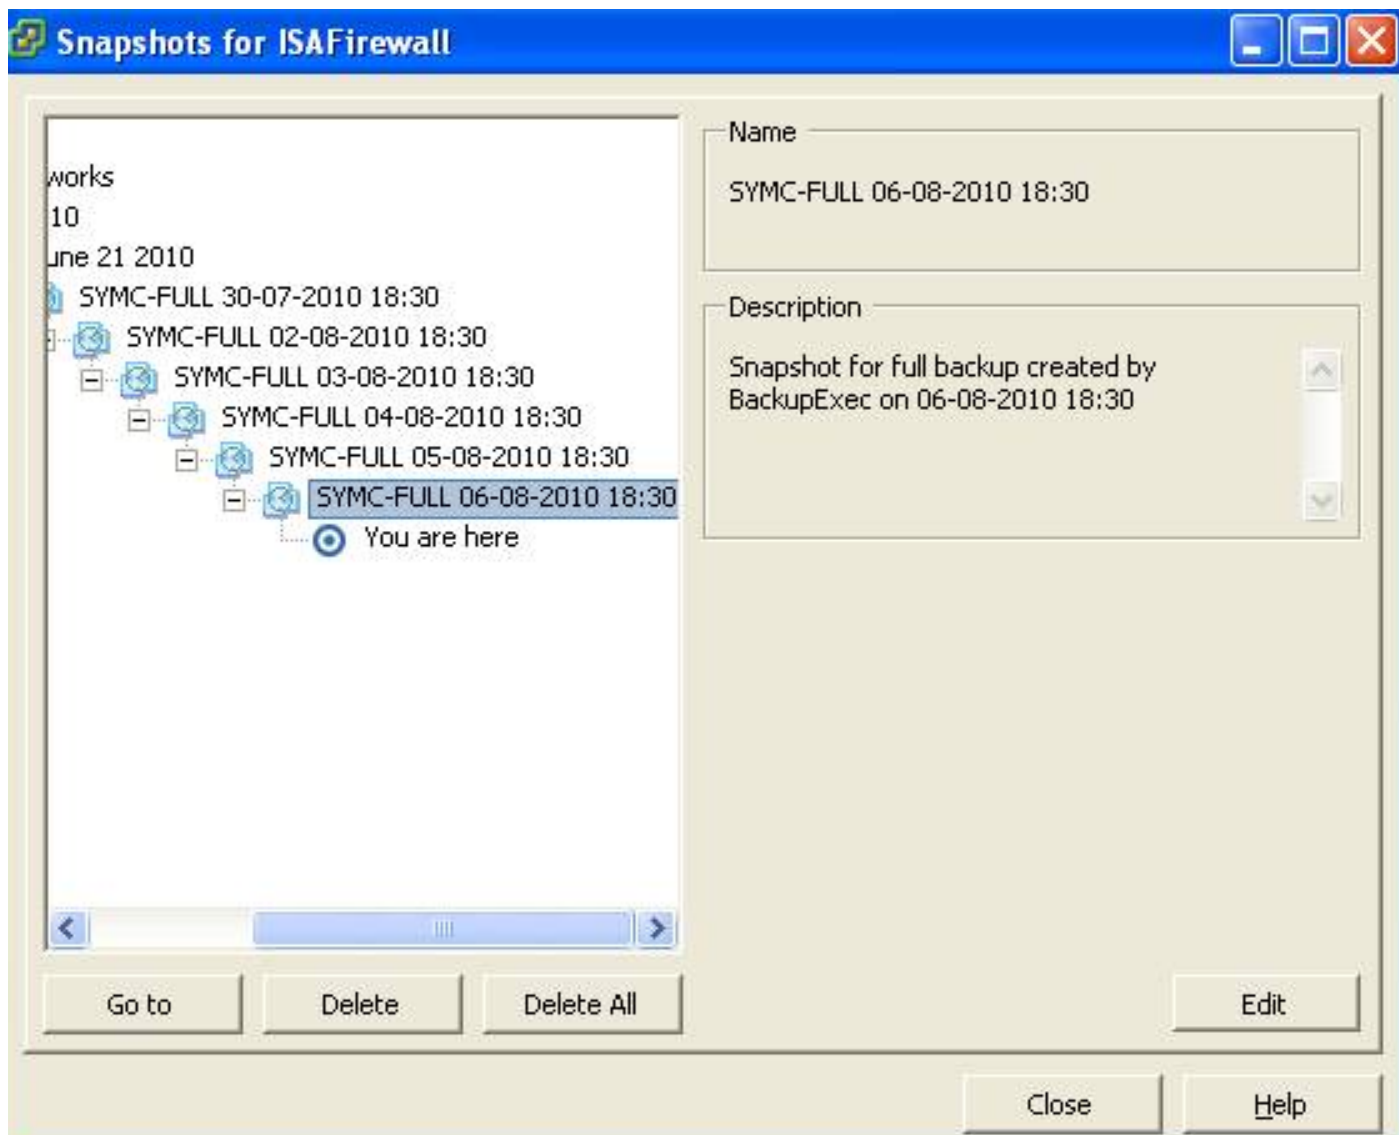 Snapshots for ISAFirewall
works
10
une 21 2010
SYMC-FULL 30-07-2010 18:30
SYMC-FULL 02-08-2010 18:30
SYMC-FULL 03-08-2010 18:30
SYMC-FULL 04-08-2010 18:30
SYMC-FULL 05-08-2010 18:30
SYMC-FULL 06-08-2010 18:30
You are here
Go to
Delete
Delete All
Name
SYMC-FULL 06-08-2010 18:30
Description
Snapshot for full backup created by
BackupExec on 06-08-2010 18:30
Edit
Close
Help